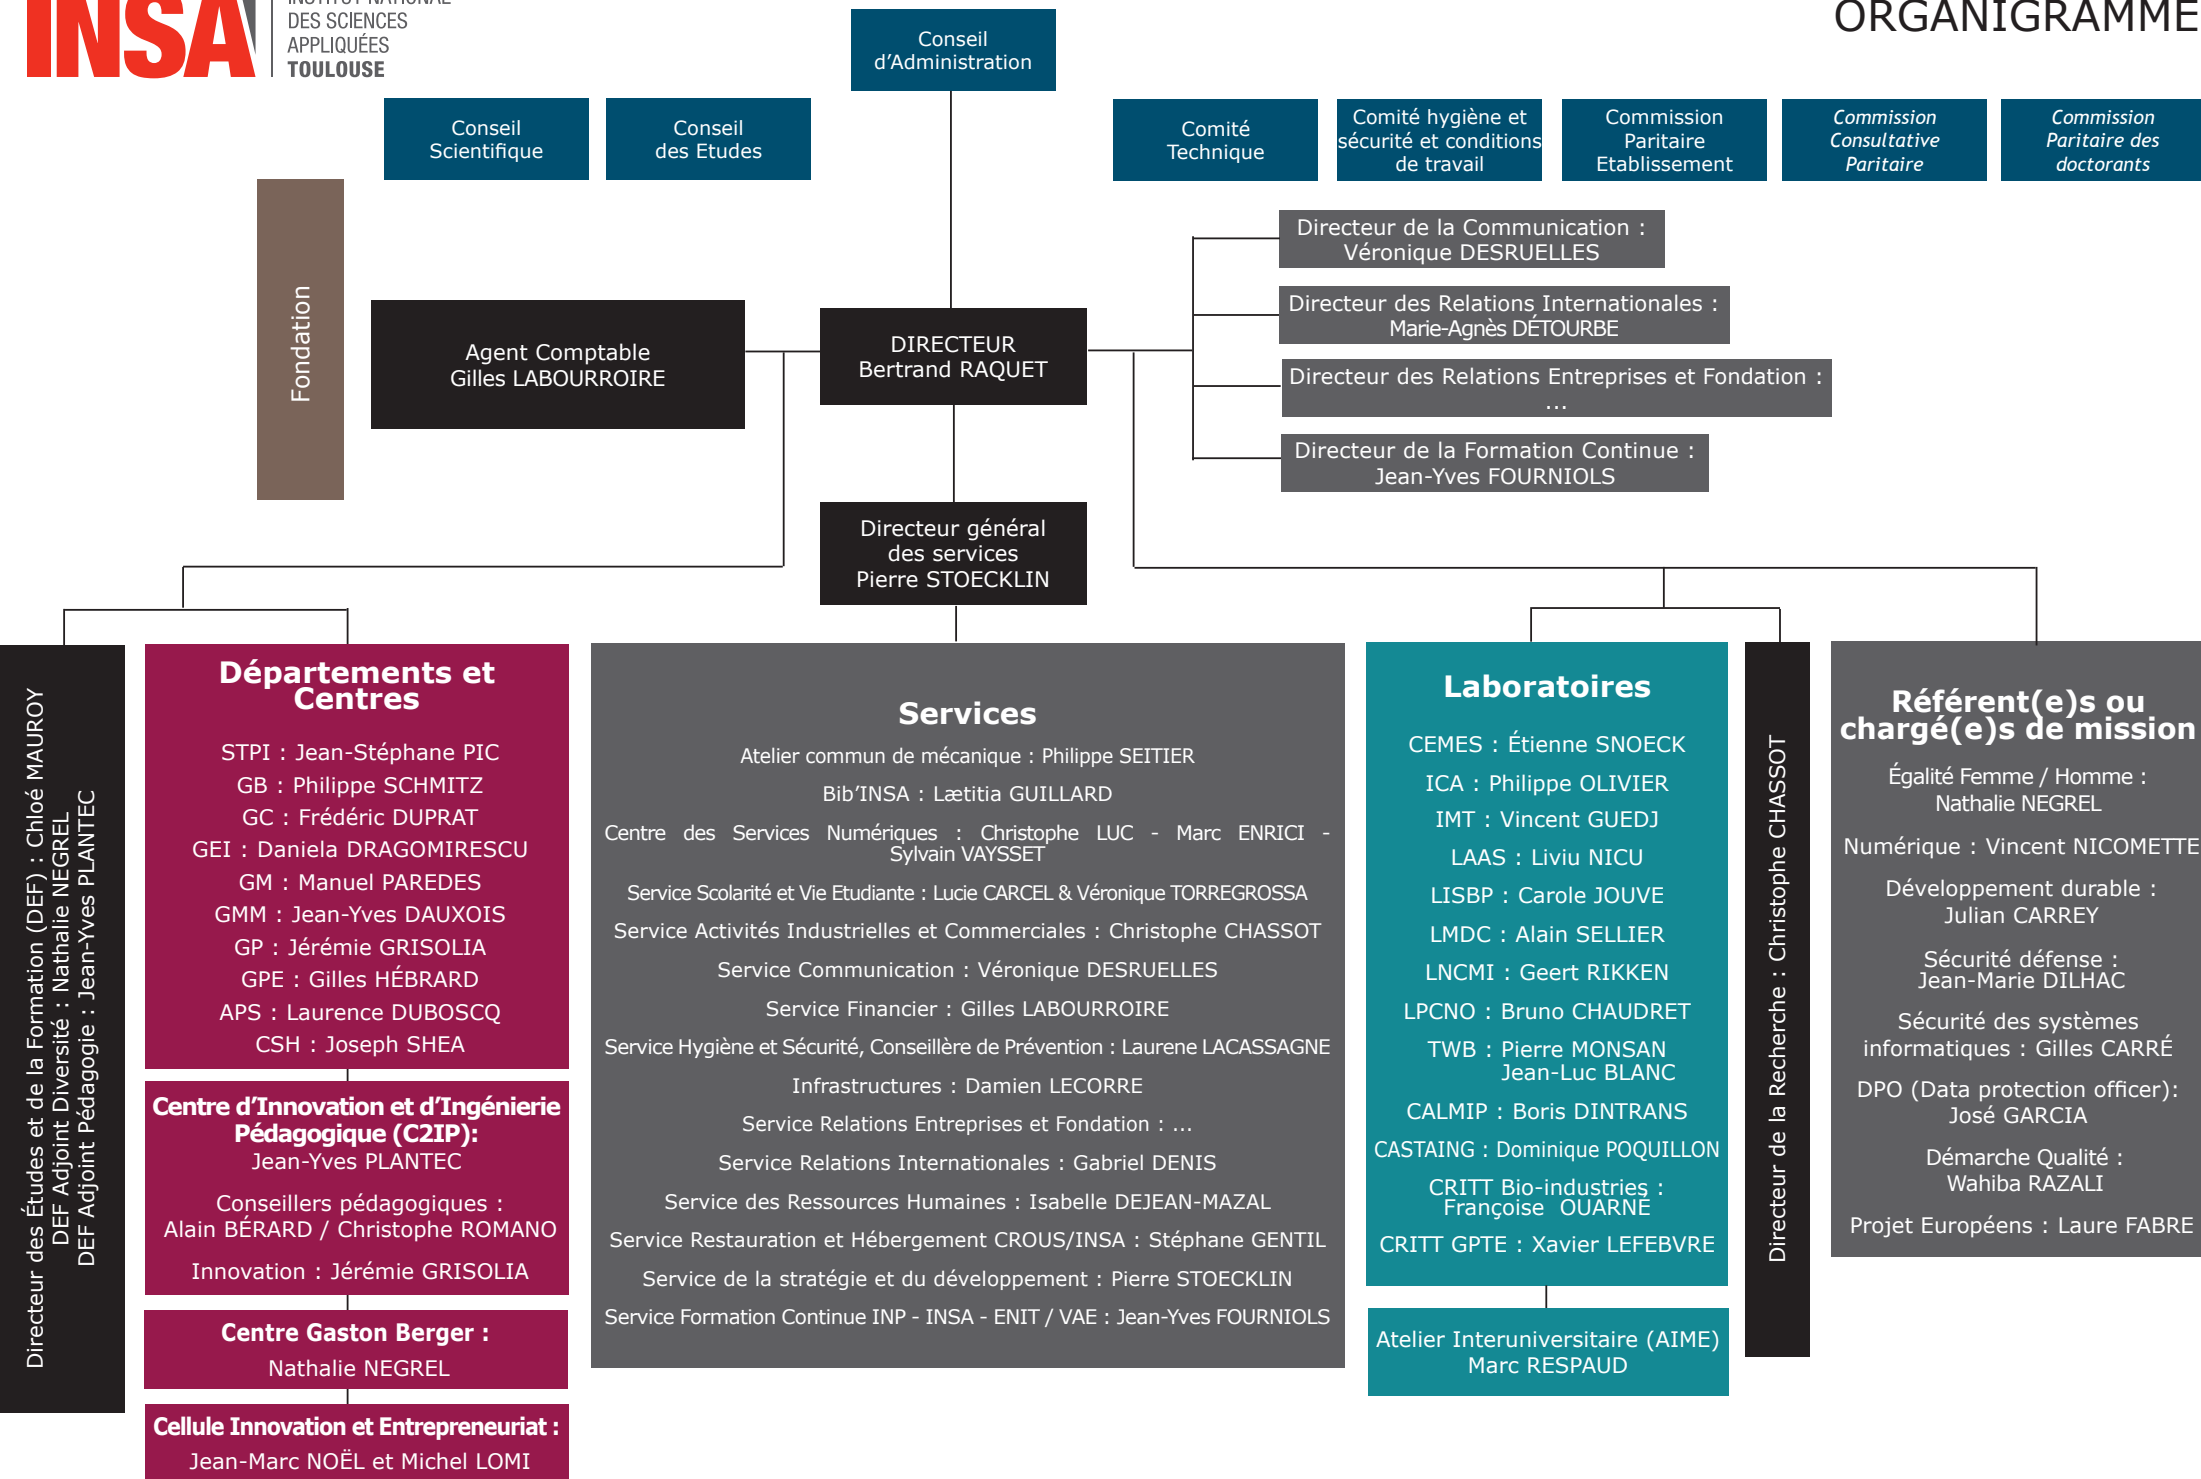 INSA
INSTITUT NATIONAL
DES SCIENCES
APPLIQUÉES
TOULOUSE
ORGANIGRAMME
Conseil
d’Administration
Conseil
Scientifique
Conseil
des Etudes
Comité
Technique
Comité hygiène et
sécurité et conditions
de travail
Commission
Paritaire
Etablissement
Commission
Consultative
Paritaire
Commission
Paritaire des
doctorants
Fondation
Agent Comptable
Gilles LABOURROIRE
DIRECTEUR
Bertrand RAQUET
Directeur de la Communication :
Véronique DESRUELLES
Directeur des Relations Internationales :
Marie-Agnès DÉTOURBE
Directeur des Relations Entreprises et Fondation :
...
Directeur de la Formation Continue :
Jean-Yves FOURNIOLS
Directeur général
des services
Pierre STOECKLIN
Directeur des Études et de la Formation (DEF) : Chloé MAUROY
DEF Adjoint Diversité : Nathalie NEGREL
DEF Adjoint Pédagogie : Jean-Yves PLANTEC
Départements et
Centres
STPI : Jean-Stéphane PIC
GB : Philippe SCHMITZ
GC : Frédéric DUPRAT
GEI : Daniela DRAGOMIRESCU
GM : Manuel PAREDES
GMM : Jean-Yves DAUXOIS
GP : Jérémie GRISOLIA
GPE : Gilles HÉBRARD
APS : Laurence DUBOSCQ
CSH : Joseph SHEA
Centre d’Innovation et d’Ingénierie
Pédagogique (C2IP):
Jean-Yves PLANTEC
Conseillers pédagogiques :
Alain BÉRARD / Christophe ROMANO
Innovation : Jérémie GRISOLIA
Centre Gaston Berger :
Nathalie NEGREL
Cellule Innovation et Entrepreneuriat :
Jean-Marc NOËL et Michel LOMI
Services
Atelier commun de mécanique : Philippe SEITIER
Bib’INSA : Lætitia GUILLARD
Centre des Services Numériques : Christophe LUC - Marc ENRICI -
Sylvain VAYSSET
Service Scolarité et Vie Etudiante : Lucie CARCEL & Véronique TORREGROSSA
Service Activités Industrielles et Commerciales : Christophe CHASSOT
Service Communication : Véronique DESRUELLES
Service Financier : Gilles LABOURROIRE
Service Hygiène et Sécurité, Conseillère de Prévention : Laurene LACASSAGNE
Infrastructures : Damien LECORRE
Service Relations Entreprises et Fondation : ...
Service Relations Internationales : Gabriel DENIS
Service des Ressources Humaines : Isabelle DEJEAN-MAZAL
Service Restauration et Hébergement CROUS/INSA : Stéphane GENTIL
Service de la stratégie et du développement : Pierre STOECKLIN
Service Formation Continue INP - INSA - ENIT / VAE : Jean-Yves FOURNIOLS
Laboratoires
CEMES : Étienne SNOECK
ICA : Philippe OLIVIER
IMT : Vincent GUEDJ
LAAS : Liviu NICU
LISBP : Carole JOUVE
LMDC : Alain SELLIER
LNCMI : Geert RIKKEN
LPCNO : Bruno CHAUDRET
TWB : Pierre MONSAN
Jean-Luc BLANC
CALMIP : Boris DINTRANS
CASTAING : Dominique POQUILLON
CRITT Bio-industries :
Françoise OUARNÉ
CRITT GPTE : Xavier LEFEBVRE
Atelier Interuniversitaire (AIME)
Marc RESPAUD
Directeur de la Recherche : Christophe CHASSOT
Référent(e)s ou
chargé(e)s de mission
Égalité Femme / Homme :
Nathalie NEGREL
Numérique : Vincent NICOMETTE
Développement durable :
Julian CARREY
Sécurité défense :
Jean-Marie DILHAC
Sécurité des systèmes
informatiques : Gilles CARRÉ
DPO (Data protection officer):
José GARCIA
Démarche Qualité :
Wahiba RAZALI
Projet Européens : Laure FABRE